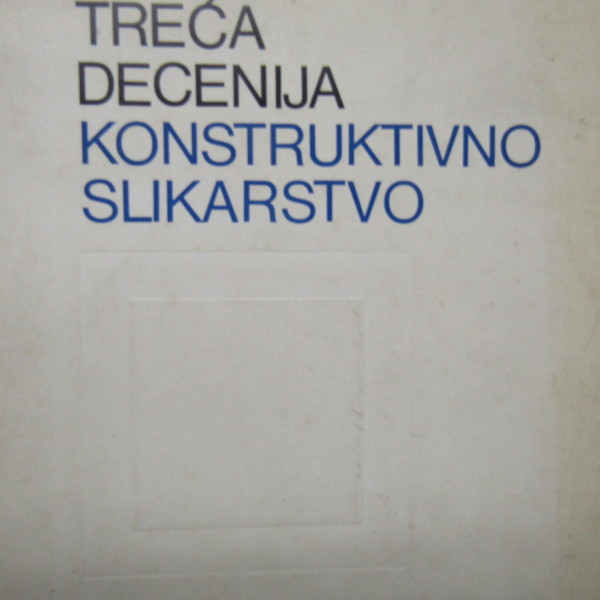 TREĆA
DECENIJA
KONSTRUKTIVNO
SLIKARSTVO